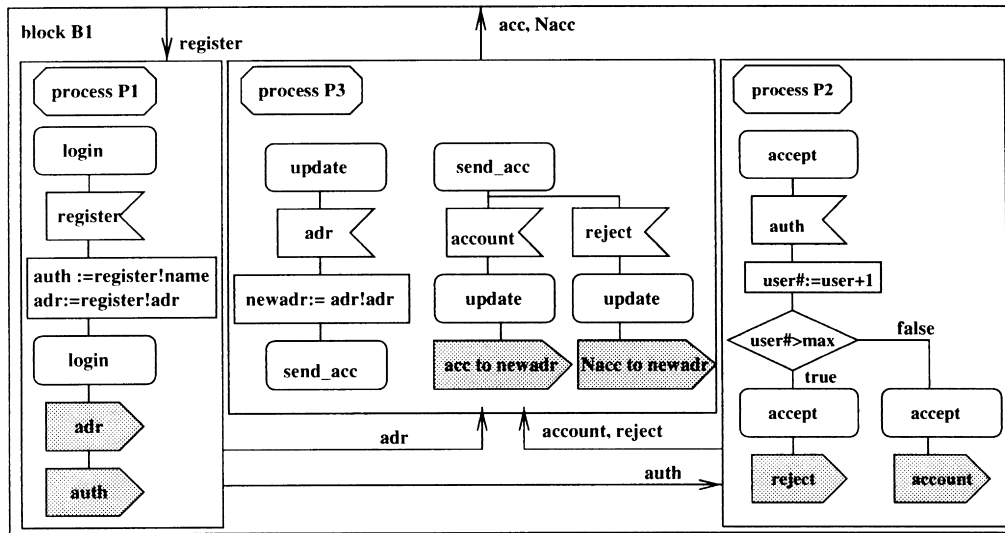 block B1
register
acc, Nacc
process P1
login
register
auth :=register!name
adr:=register!adr
login
adr
auth
process P3
update
adr
newadr:= adr!adr
send_acc
send_acc
account
reject
update
update
acc to newadr
Nacc to newadr
process P2
accept
auth
user#:=user+1
user#>max
false
true
accept
accept
reject
account
adr
account, reject
auth